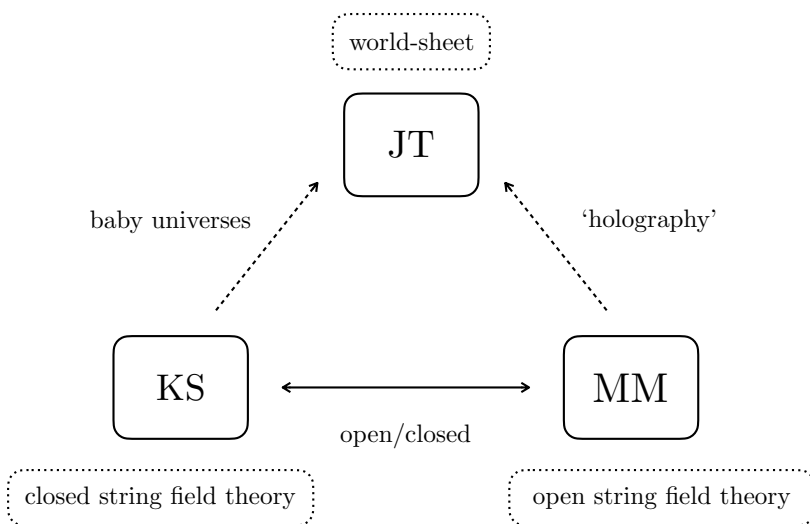 world-sheet
JT
baby universes
‘holography’
KS
MM
open/closed
closed string field theory
open string field theory